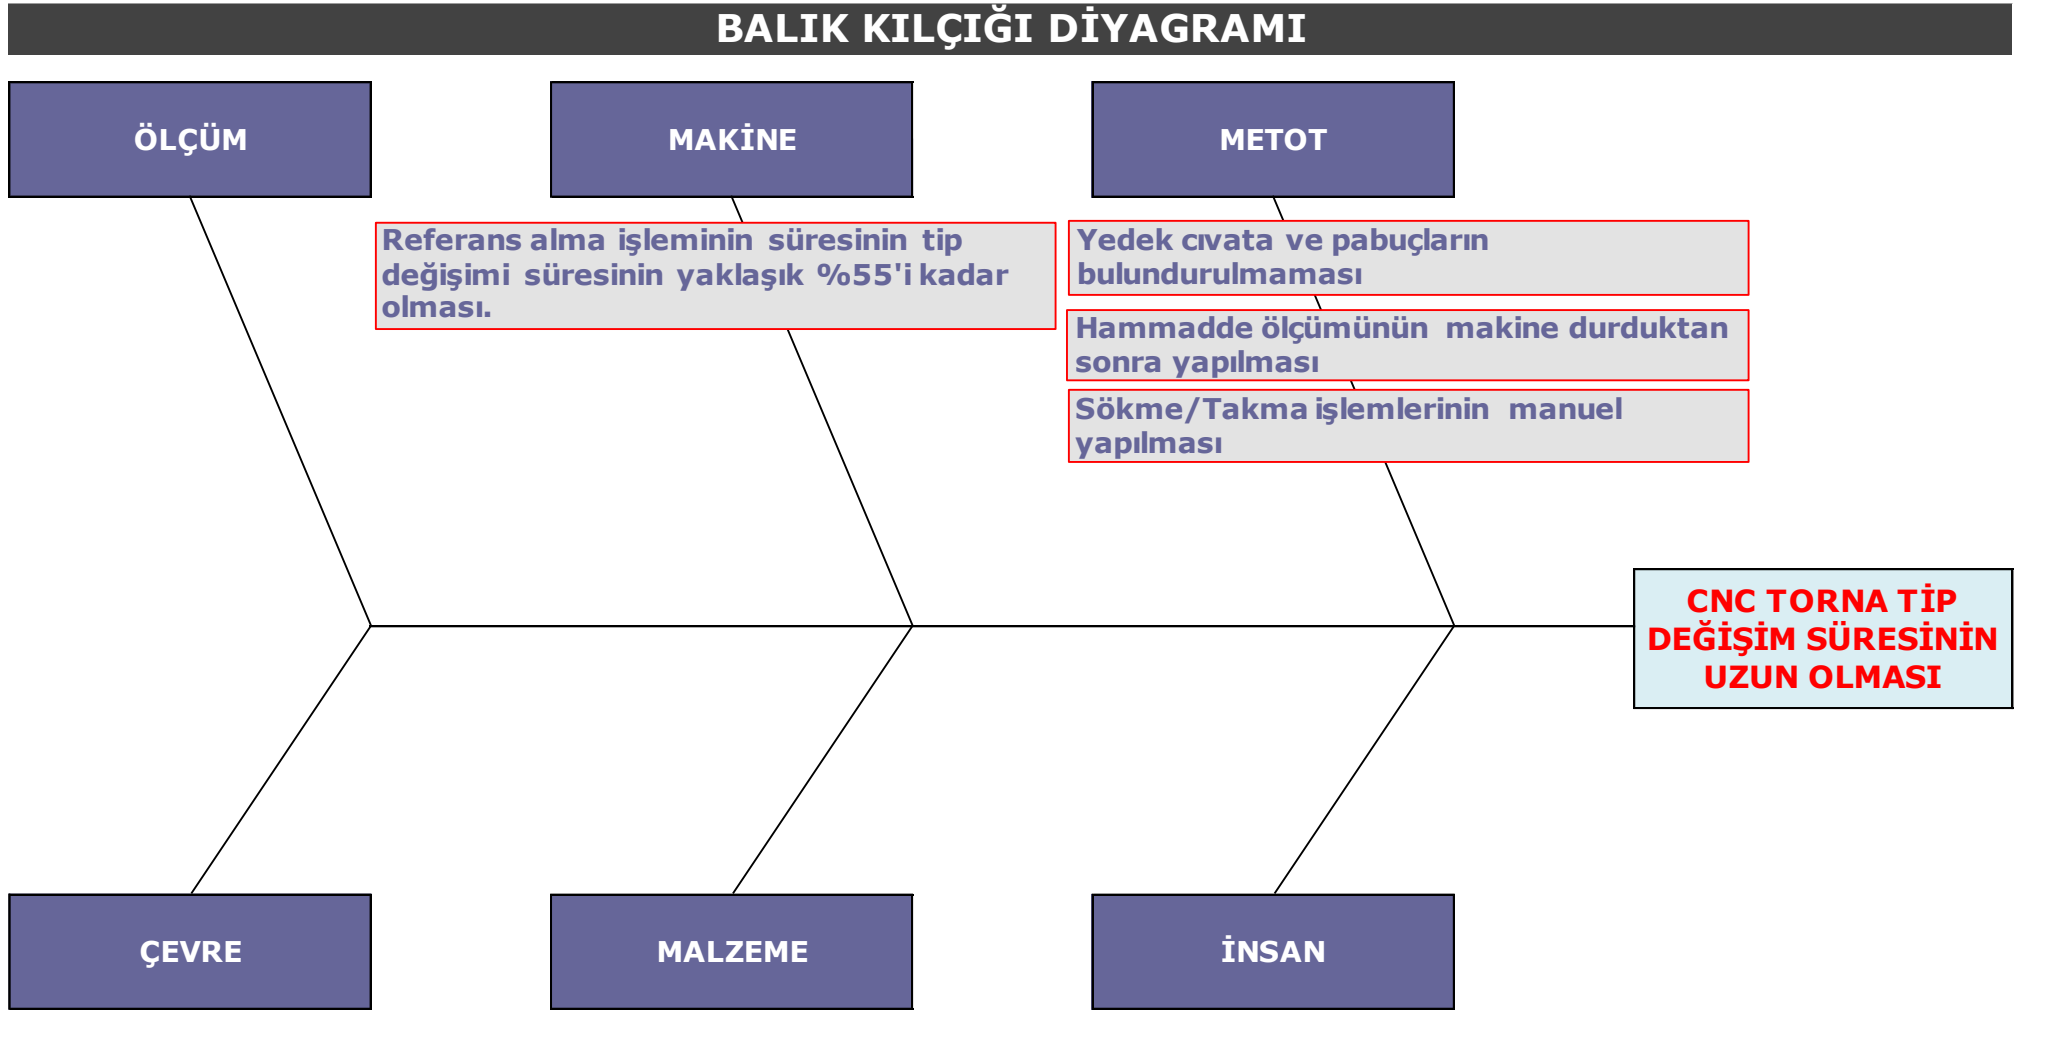 BALIK KILÇIĞI DİYAGRAMI
ÖLÇÜM
MAKİNE
METOT
Referans alma işleminin süresinin tip
değişimi süresinin yaklaşık %55'i kadar
olması.
Yedek cıvata ve pabuçların
bulundurulmaması
Hammadde ölçümünün makine durduktan
sonra yapılması
Sökme/Takma işlemlerinin manuel
yapılması
CNC TORNA TİP
DEĞİŞİM SÜRESİNİN
UZUN OLMASI
ÇEVRE
MALZEME
İNSAN